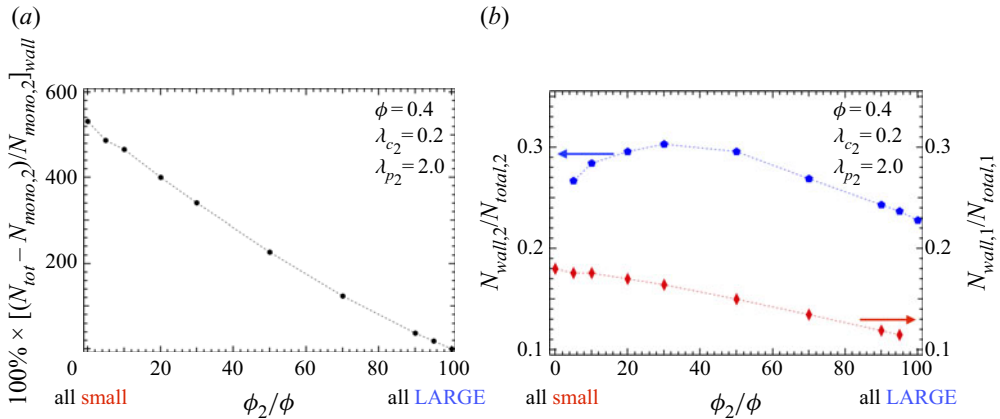 (a)
100% × [(N_tot − N_mono,2)/N_mono,2]_wall
600
400
200
0
0 20 40 60 80 100
ϕ = 0.4
λ_c₂ = 0.2
λ_p₂ = 2.0
all small
ϕ₂/ϕ
all LARGE
(b)
N_wall,2/N_total,2
0.3
0.2
0.1
0 20 40 60 80 100
ϕ = 0.4
λ_c₂ = 0.2
λ_p₂ = 2.0
0.3
0.2
0.1
N_wall,1/N_total,1
all small
ϕ₂/ϕ
all LARGE